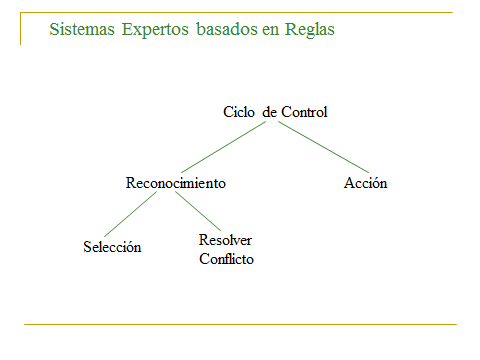 Sistemas Expertos basados en Reglas
Ciclo de Control
Reconocimiento
Acción
Selección
Resolver
Conflicto